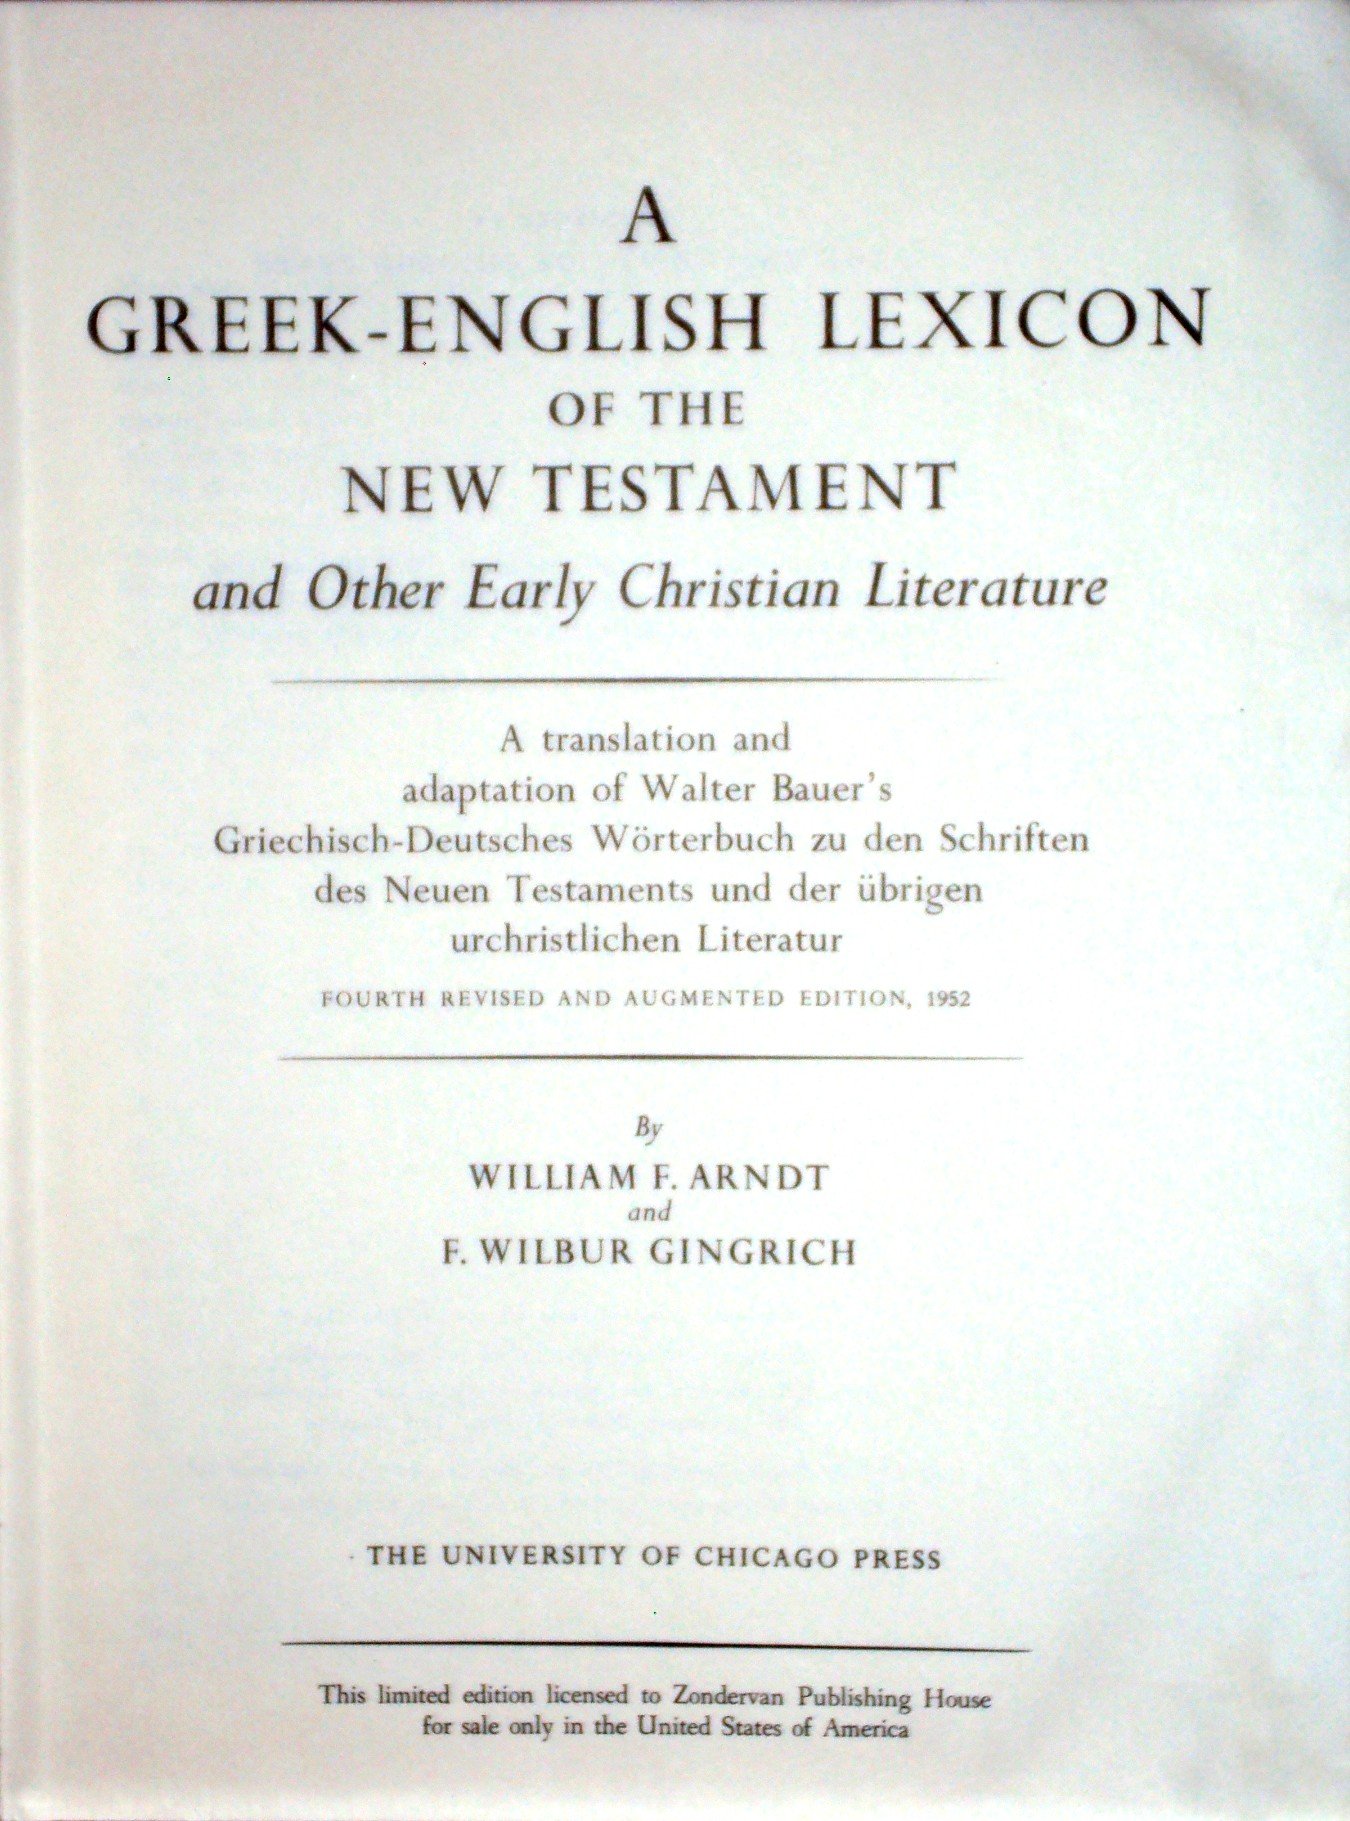 A
GREEK-ENGLISH LEXICON
OF THE
NEW TESTAMENT
and Other Early Christian Literature
A translation and
adaptation of Walter Bauer's
Griechisch-Deutsches Wörterbuch zu den Schriften
des Neuen Testaments und der übrigen
urchristlichen Literatur
FOURTH REVISED AND AUGMENTED EDITION, 1952
By
WILLIAM F. ARNDT
and
F. WILBUR GINGRICH
THE UNIVERSITY OF CHICAGO PRESS
This limited edition licensed to Zondervan Publishing House
for sale only in the United States of America